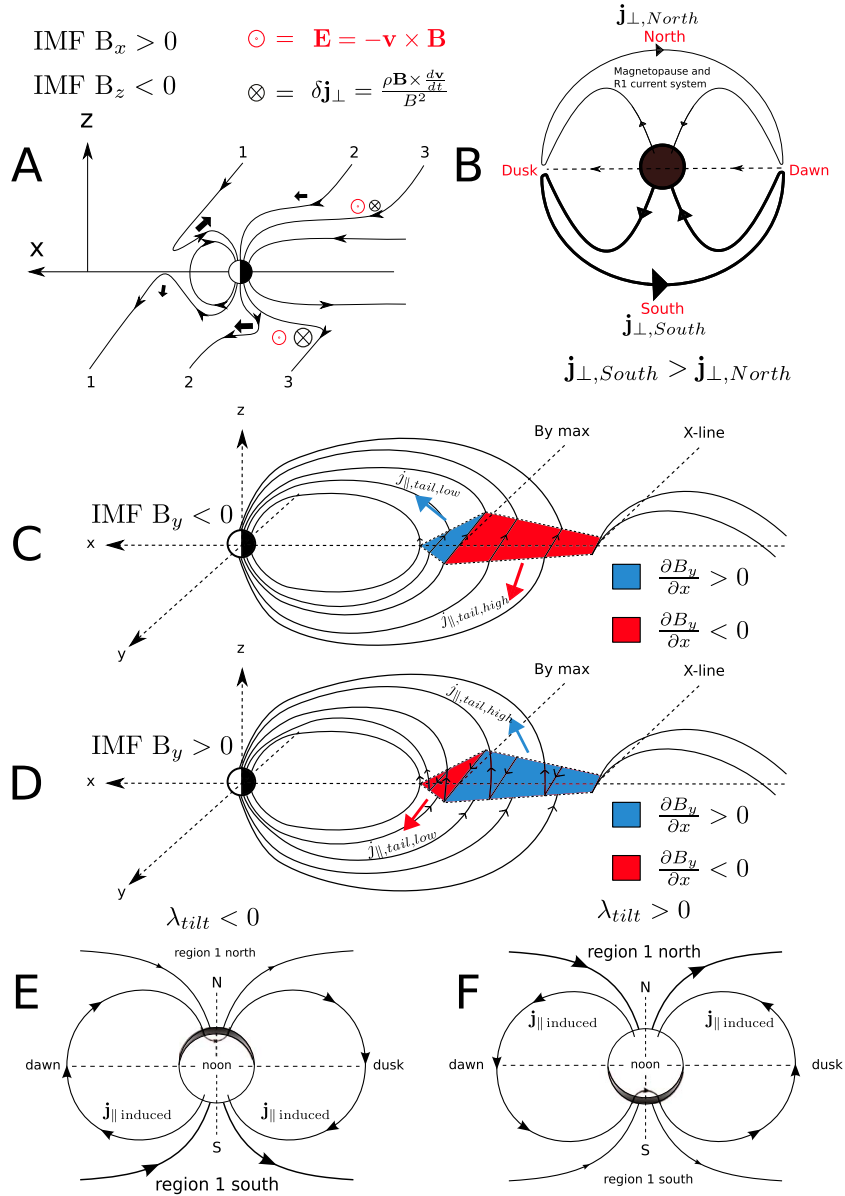 IMF B_x > 0
⊙ = E = −v × B
IMF B_z < 0
⊗ = δj_⊥ = ρB× dv/dt / B²
j_⊥,North
North
Magnetopause and
R1 current system
Dusk
Dawn
South
j_⊥,South
j_⊥,South > j_⊥,North
A
z
x
1
2
3
1
2
3
B
C
IMF B_y < 0
z
x
y
By max
X-line
j_∥,tail,low
j_∥,tail,high
∂B_y/∂x > 0
∂B_y/∂x < 0
D
IMF B_y > 0
z
x
y
By max
X-line
j_∥,tail,high
j_∥,tail,low
∂B_y/∂x > 0
∂B_y/∂x < 0
λ_tilt < 0
E
region 1 north
N
dawn
noon
dusk
j_∥ induced
j_∥ induced
S
region 1 south
λ_tilt > 0
F
region 1 north
N
j_∥ induced
j_∥ induced
dawn
noon
dusk
S
region 1 south